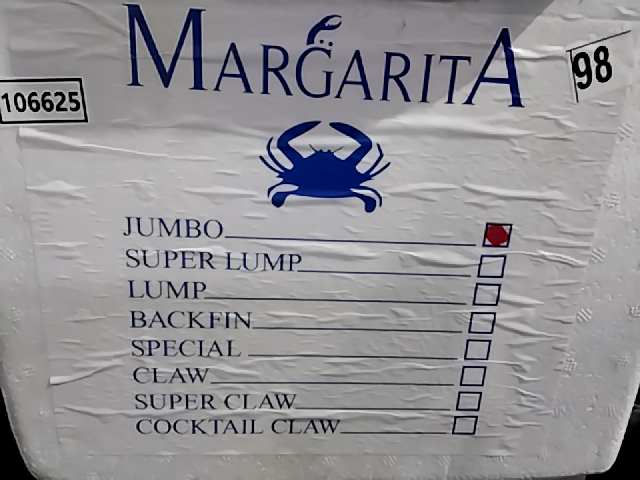 MARGARITA
98
106625
JUMBO
SUPER LUMP
LUMP
BACKFIN
SPECIAL
CLAW
SUPER CLAW
COCKTAIL CLAW